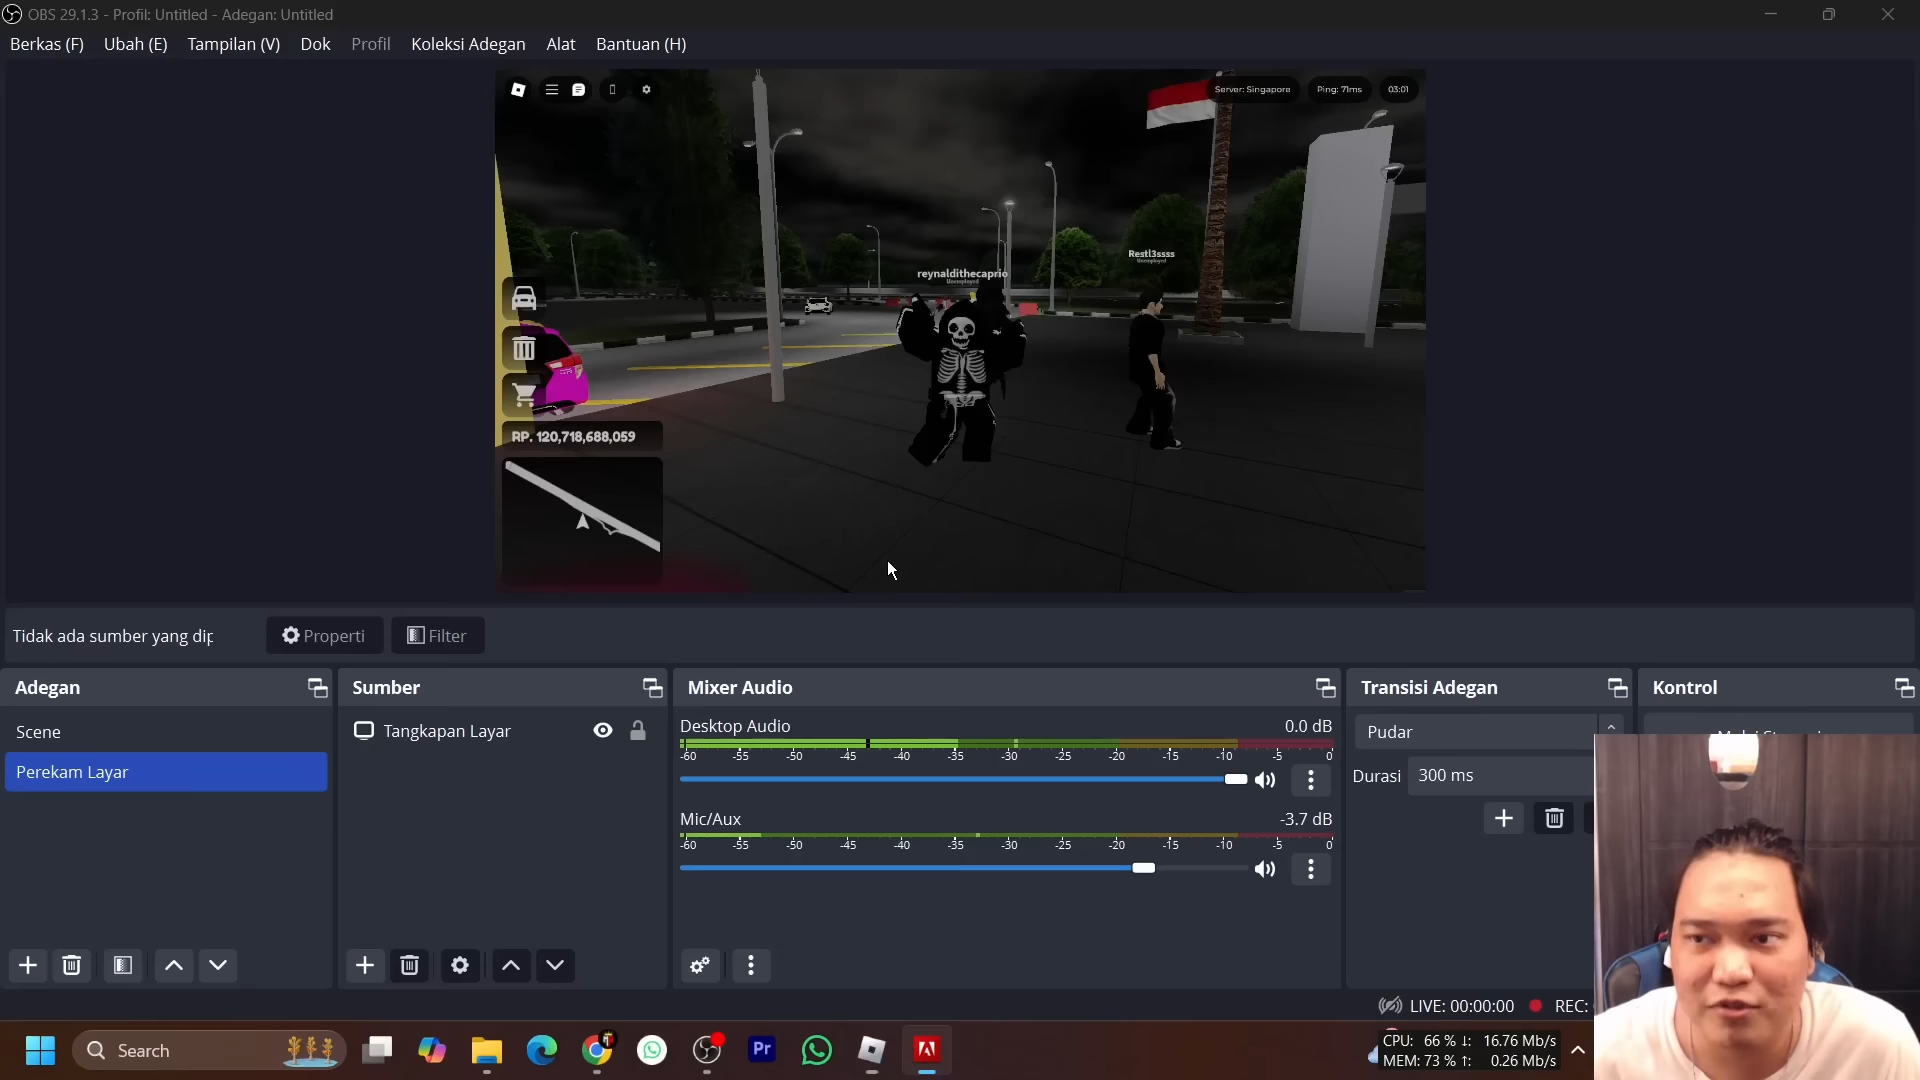 OBS 29.1.3 - Profil: Untitled - Adegan: Untitled
Berkas (F) Ubah (E) Tampilan (V) Dok Profil Koleksi Adegan Alat Bantuan (H)
Server: Singapore Ping: 71ms 03:01
Restl3ssss
Unemployed
reynaldithecaprio
Unemployed
RP. 120,718,688,059
Tidak ada sumber yang dip
Properti Filter
Adegan
Scene
Perekam Layar
Sumber
Tangkapan Layar
Mixer Audio
Desktop Audio 0.0 dB
-60 -55 -50 -45 -40 -35 -30 -25 -20 -15 -10 -5 0
Mic/Aux -3.7 dB
-60 -55 -50 -45 -40 -35 -30 -25 -20 -15 -10 -5 0
Transisi Adegan
Pudar
Durasi 300 ms
Kontrol
LIVE: 00:00:00 REC:
Search
Pr
CPU: 66 % ↓: 16.76 Mb/s
MEM: 73 % ↑: 0.26 Mb/s